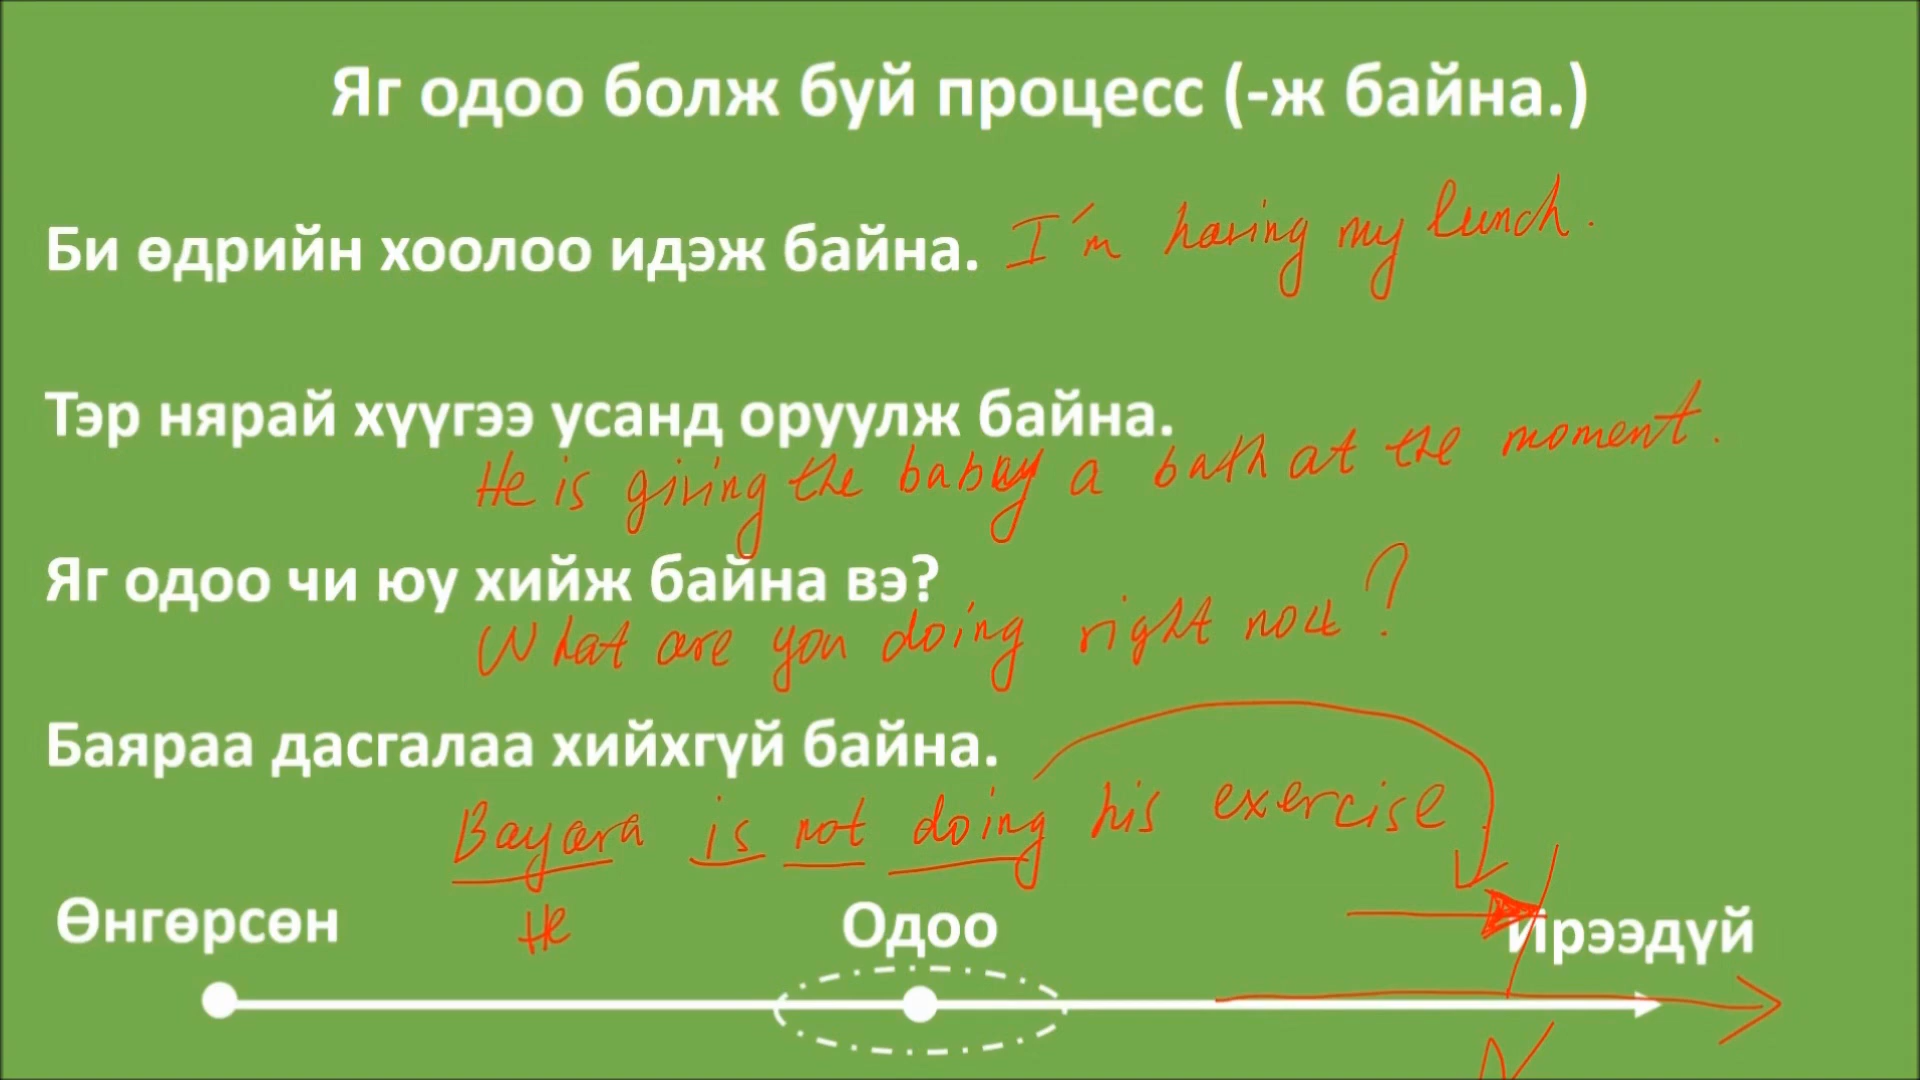 Яг одоо болж буй процесс (-ж байна.)
Би өдрийн хоолоо идэж байна. I'm having my lunch.
Тэр нярай хүүгээ усанд оруулж байна.
He is giving the baby a bath at the moment.
Яг одоо чи юу хийж байна вэ?
What are you doing right now?
Баяраа дасгалаа хийхгүй байна.
Bayara is not doing his exercise.
He
Өнгөрсөн Одоо Ирээдүй